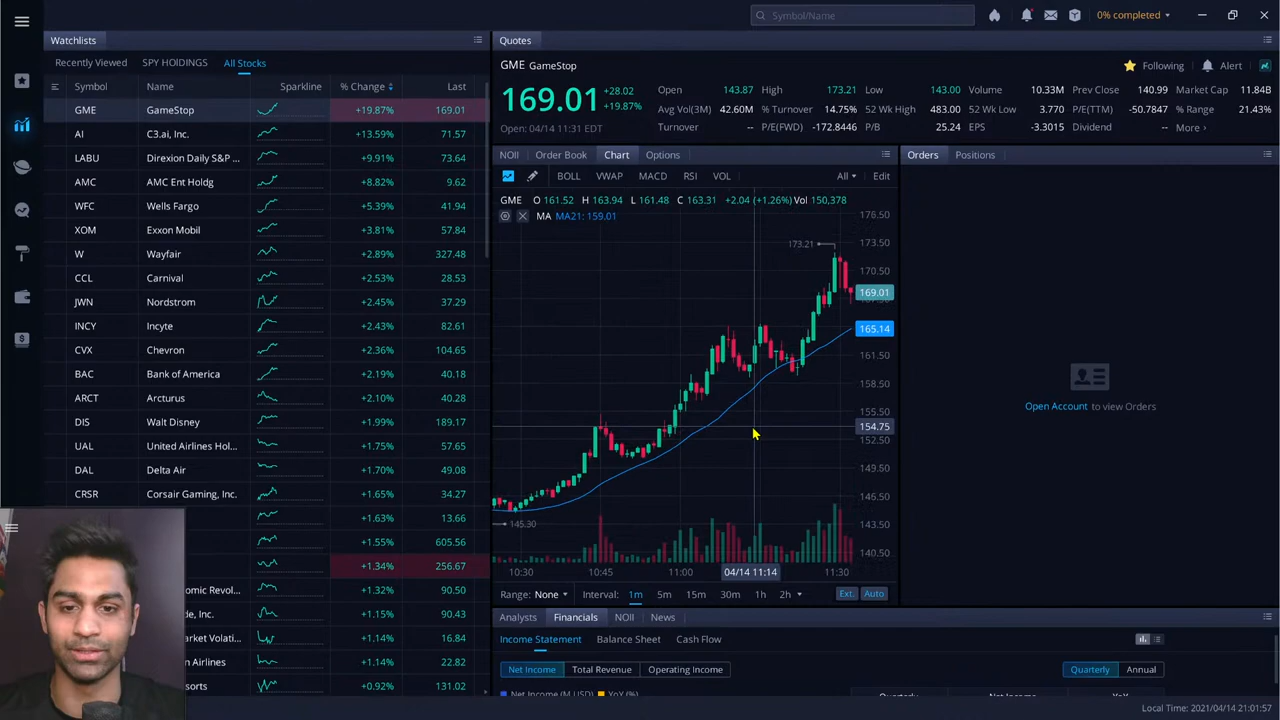 Symbol/Name
0% completed
Watchlists
Recently Viewed SPY HOLDINGS All Stocks
Symbol Name Sparkline % Change Last
GME GameStop +19.87% 169.01
AI C3.ai, Inc. +13.59% 71.57
LABU Direxion Daily S&P ... +9.91% 73.64
AMC AMC Ent Holdg +8.82% 9.62
WFC Wells Fargo +5.39% 41.94
XOM Exxon Mobil +3.81% 57.84
W Wayfair +2.89% 327.48
CCL Carnival +2.53% 28.53
JWN Nordstrom +2.45% 37.29
INCY Incyte +2.43% 82.61
CVX Chevron +2.36% 104.65
BAC Bank of America +2.19% 40.18
ARCT Arcturus +2.10% 40.28
DIS Walt Disney +1.99% 189.17
UAL United Airlines Hol... +1.75% 57.65
DAL Delta Air +1.70% 49.08
CRSR Corsair Gaming, Inc. +1.65% 34.27
+1.63% 13.66
+1.55% 605.56
+1.34% 256.67
omic Revol... +1.32% 90.50
de, Inc. +1.15% 90.43
arket Volati... +1.14% 16.84
an Airlines +1.14% 22.82
sorts +0.92% 131.02
Quotes
GME GameStop Following Alert
169.01 +28.02 +19.87%
Open: 04/14 11:31 EDT
Open 143.87 High 173.21 Low 143.00 Volume 10.33M Prev Close 140.99 Market Cap 11.84B
Avg Vol(3M) 42.60M % Turnover 14.75% 52 Wk High 483.00 52 Wk Low 3.770 P/E(TTM) -50.7847 % Range 21.43%
Turnover -- P/E(FWD) -172.8446 P/B 25.24 EPS -3.3015 Dividend -- More ›
NOII Order Book Chart Options
BOLL VWAP MACD RSI VOL All Edit
GME O 161.52 H 163.94 L 161.48 C 163.31 +2.04 (+1.26%) Vol 150,378
MA MA21: 159.01
176.50
173.21
173.50
170.50
169.01
165.14
161.50
158.50
155.50
154.75
152.50
149.50
146.50
145.30
143.50
140.50
10:30 10:45 11:00 04/14 11:14 11:30
Range: None Interval: 1m 5m 15m 30m 1h 2h Ext. Auto
Orders Positions
Open Account to view Orders
Analysts Financials NOII News
Income Statement Balance Sheet Cash Flow
Net Income Total Revenue Operating Income Quarterly Annual
Net Income (M USD) YoY (%) Quarterly Net Income YoY
Local Time: 2021/04/14 21:01:57